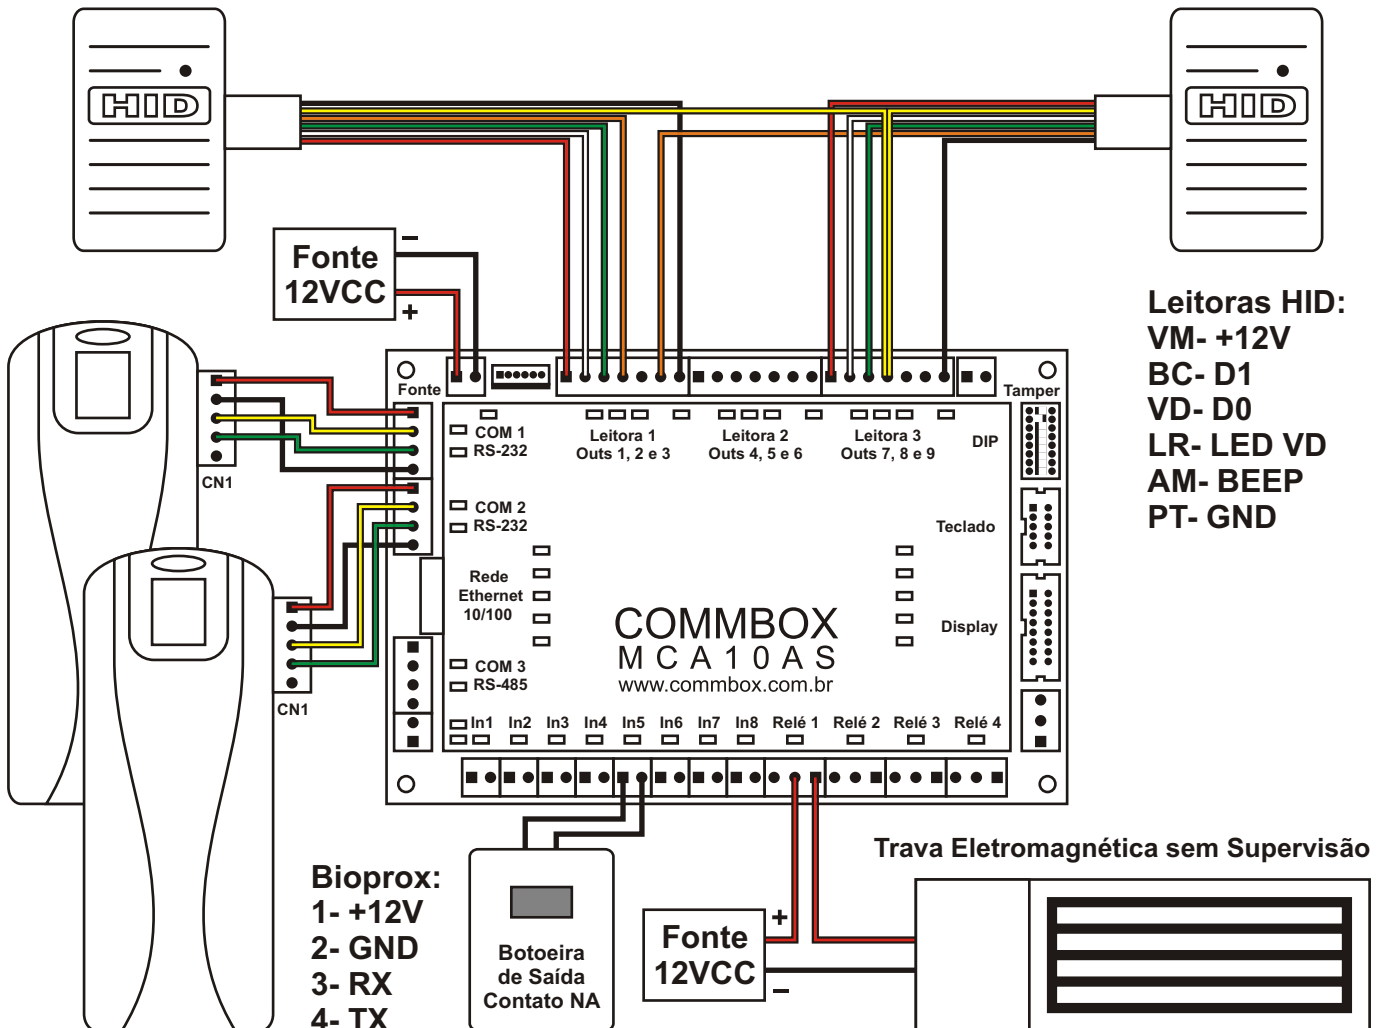 HID
HID
Fonte
12VCC
−
+
Leitoras HID:
VM- +12V
BC- D1
VD- D0
LR- LED VD
AM- BEEP
PT- GND
Fonte
Tamper
COM 1
RS-232
Leitora 1
Outs 1, 2 e 3
Leitora 2
Outs 4, 5 e 6
Leitora 3
Outs 7, 8 e 9
DIP
CN1
COM 2
RS-232
Teclado
Rede
Ethernet
10/100
COMMBOX
MCA10AS
www.commbox.com.br
Display
COM 3
RS-485
CN1
In1 In2 In3 In4 In5 In6 In7 In8 Relé 1 Relé 2 Relé 3 Relé 4
Trava Eletromagnética sem Supervisão
Bioprox:
1- +12V
2- GND
3- RX
4- TX
Botoeira
de Saída
Contato NA
Fonte
12VCC
+
−